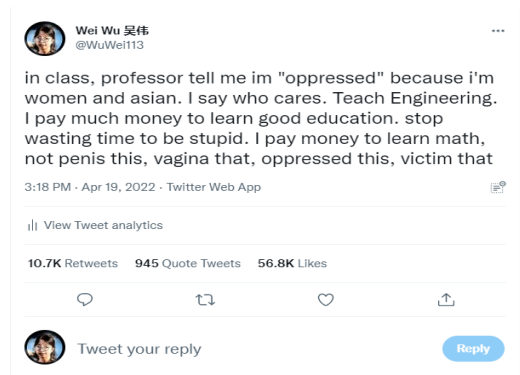 Wei Wu 吴伟
@WuWei113
in class, professor tell me im "oppressed" because i'm
women and asian. I say who cares. Teach Engineering.
I pay much money to learn good education. stop
wasting time to be stupid. I pay money to learn math,
not penis this, vagina that, oppressed this, victim that
3:18 PM · Apr 19, 2022 · Twitter Web App
View Tweet analytics
10.7K Retweets 945 Quote Tweets 56.8K Likes
Tweet your reply
Reply